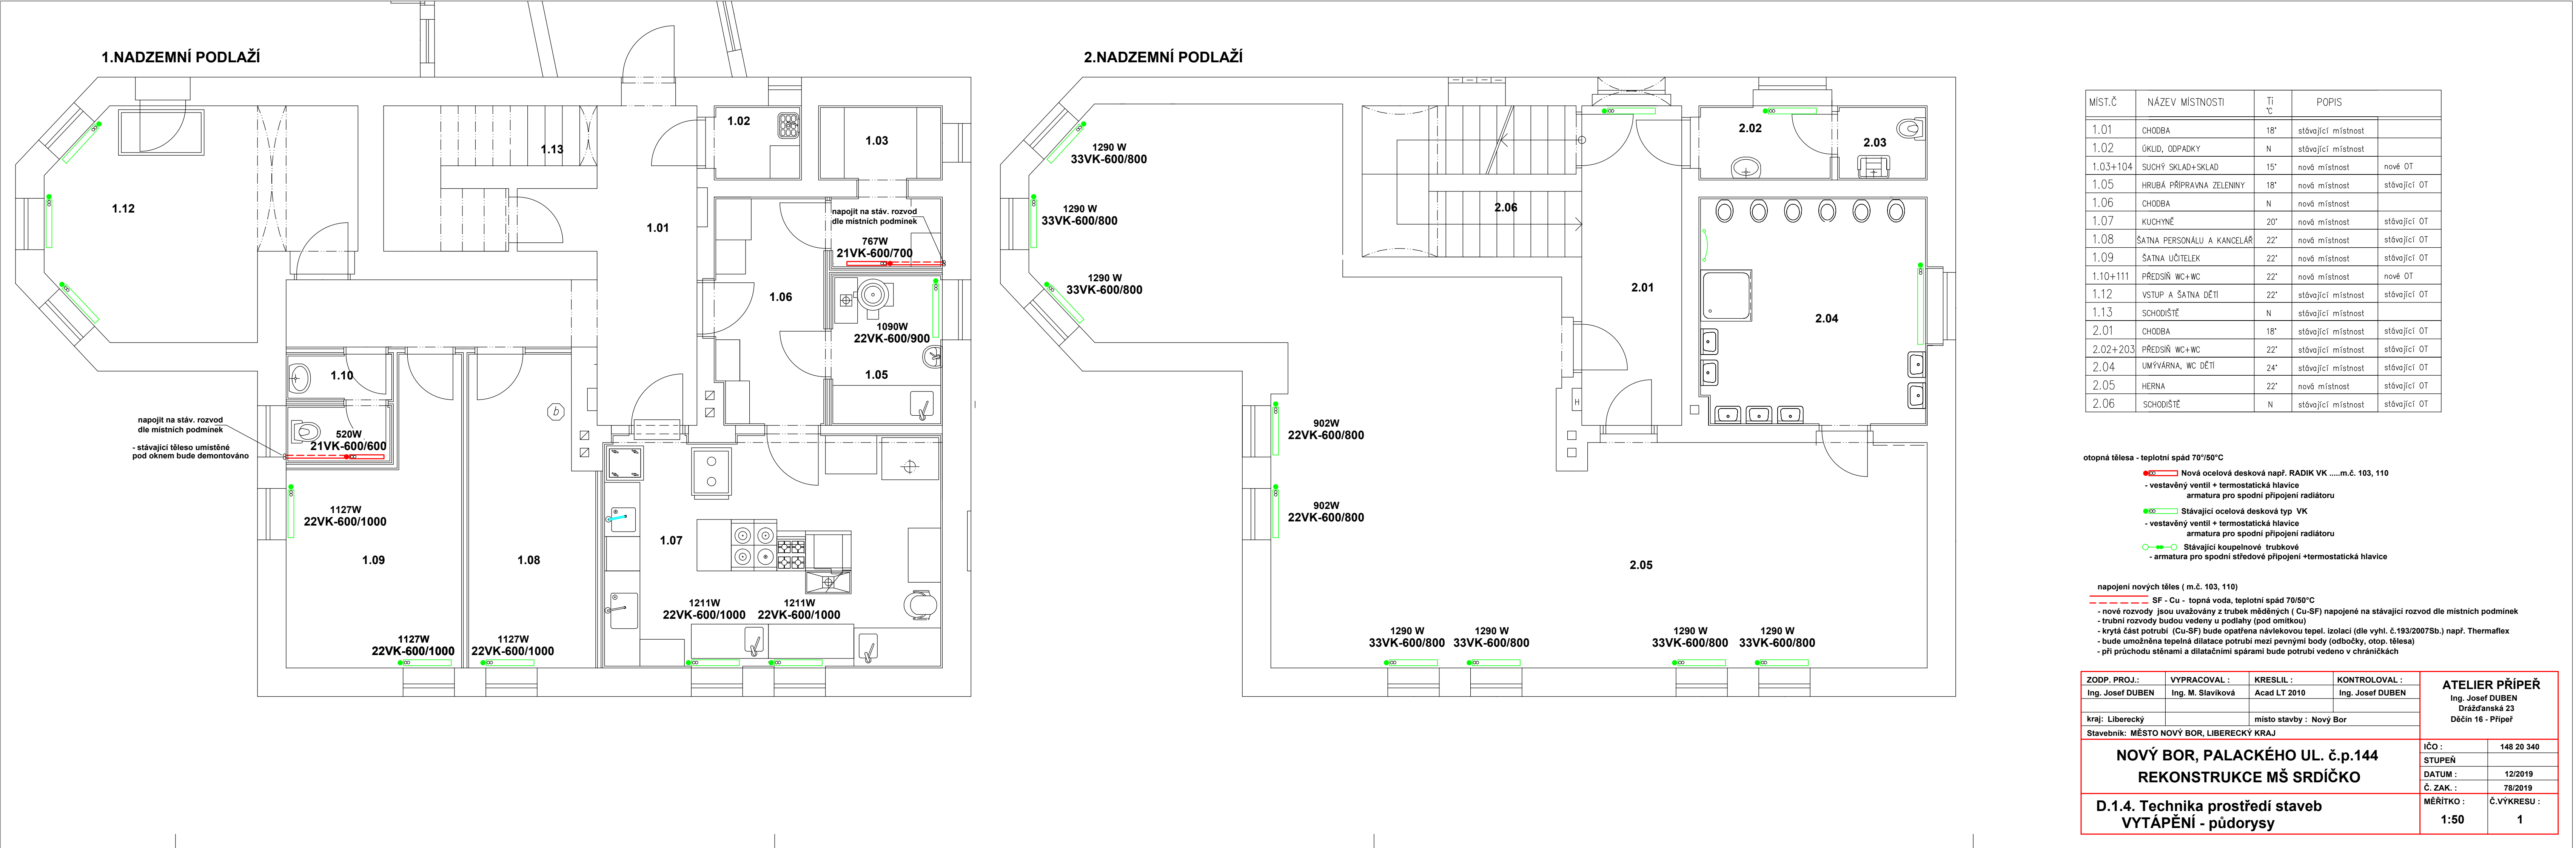 1.NADZEMNÍ PODLAŽÍ
1.12
1.13
1.02
1.03
1.01
napojit na stáv. rozvod
dle místních podmínek
767W
21VK-600/700
1.06
1090W
22VK-600/900
1.05
1.10
napojit na stáv. rozvod
dle místních podmínek
- stávající těleso umístěné
pod oknem bude demontováno
520W
21VK-600/600
b
1127W
22VK-600/1000
1.09
1.08
1.07
1127W
22VK-600/1000
1127W
22VK-600/1000
1211W
22VK-600/1000
1211W
22VK-600/1000
2.NADZEMNÍ PODLAŽÍ
1290 W
33VK-600/800
1290 W
33VK-600/800
1290 W
33VK-600/800
2.06
2.02
2.03
2.01
2.04
H
902W
22VK-600/800
902W
22VK-600/800
2.05
1290 W
33VK-600/800
1290 W
33VK-600/800
1290 W
33VK-600/800
1290 W
33VK-600/800
MÍST.Č NÁZEV MÍSTNOSTI Ti °C POPIS
1.01 CHODBA 18° stávající místnost
1.02 ÚKLID, ODPADKY N stávající místnost
1.03+104 SUCHÝ SKLAD+SKLAD 15° nová místnost nové OT
1.05 HRUBÁ PŘÍPRAVNA ZELENINY 18° nová místnost stávající OT
1.06 CHODBA N nová místnost
1.07 KUCHYNĚ 20° nová místnost stávající OT
1.08 ŠATNA PERSONÁLU A KANCELÁŘ 22° nová místnost stávající OT
1.09 ŠATNA UČITELEK 22° nová místnost stávající OT
1.10+111 PŘEDSÍŇ WC+WC 22° nová místnost nové OT
1.12 VSTUP A ŠATNA DĚTÍ 22° stávající místnost stávající OT
1.13 SCHODIŠTĚ N stávající místnost
2.01 CHODBA 18° stávající místnost stávající OT
2.02+203 PŘEDSÍŇ WC+WC 22° stávající místnost stávající OT
2.04 UMÝVÁRNA, WC DĚTÍ 24° stávající místnost stávající OT
2.05 HERNA 22° nová místnost stávající OT
2.06 SCHODIŠTĚ N stávající místnost stávající OT
otopná tělesa - teplotní spád 70°/50°C
Nová ocelová desková např. RADIK VK .....m.č. 103, 110
- vestavěný ventil + termostatická hlavice
armatura pro spodní připojení radiátoru
Stávající ocelová desková typ VK
- vestavěný ventil + termostatická hlavice
armatura pro spodní připojení radiátoru
Stávající koupelnové trubkové
- armatura pro spodní středové připojení +termostatická hlavice
napojení nových těles ( m.č. 103, 110)
SF - Cu - topná voda, teplotní spád 70/50°C
- nové rozvody jsou uvažovány z trubek měděných ( Cu-SF) napojené na stávající rozvod dle místních podmínek
- trubní rozvody budou vedeny u podlahy (pod omítkou)
- krytá část potrubí (Cu-SF) bude opatřena návlekovou tepel. izolací (dle vyhl. č.193/2007Sb.) např. Thermaflex
- bude umožněna tepelná dilatace potrubí mezi pevnými body (odbočky, otop. tělesa)
- při průchodu stěnami a dilatačními spárami bude potrubí vedeno v chráničkách
ZODP. PROJ.: VYPRACOVAL : KRESLIL : KONTROLOVAL :
Ing. Josef DUBEN Ing. M. Slavíková Acad LT 2010 Ing. Josef DUBEN
kraj: Liberecký místo stavby : Nový Bor
Stavebník: MĚSTO NOVÝ BOR, LIBERECKÝ KRAJ
ATELIER PŘÍPEŘ
Ing. Josef DUBEN
Drážďanská 23
Děčín 16 - Přípeř
NOVÝ BOR, PALACKÉHO UL. č.p.144
REKONSTRUKCE MŠ SRDÍČKO
IČO : 148 20 340
STUPEŇ
DATUM : 12/2019
Č. ZAK. : 78/2019
D.1.4. Technika prostředí staveb
VYTÁPĚNÍ - půdorysy
MĚŘÍTKO : Č.VÝKRESU :
1:50 1